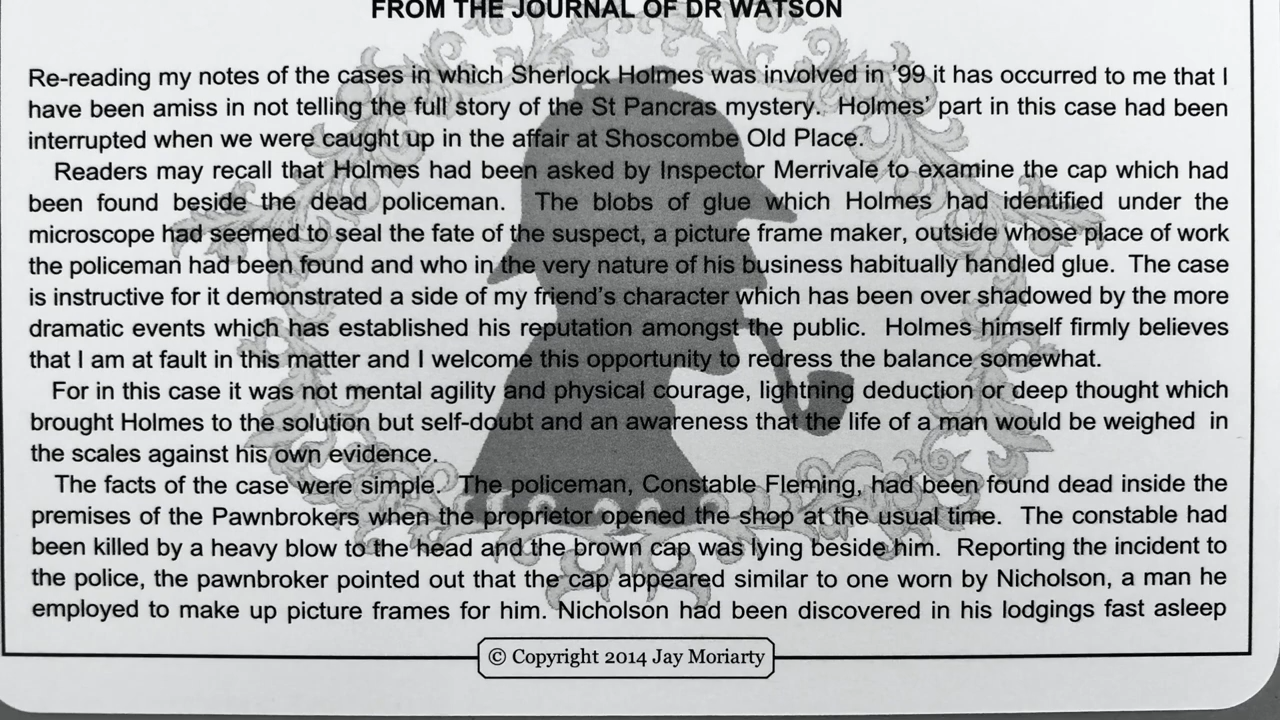 FROM THE JOURNAL OF DR WATSON
Re-reading my notes of the cases in which Sherlock Holmes was involved in '99 it has occurred to me that I
have been amiss in not telling the full story of the St Pancras mystery. Holmes' part in this case had been
interrupted when we were caught up in the affair at Shoscombe Old Place.
Readers may recall that Holmes had been asked by Inspector Merrivale to examine the cap which had
been found beside the dead policeman. The blobs of glue which Holmes had identified under the
microscope had seemed to seal the fate of the suspect, a picture frame maker, outside whose place of work
the policeman had been found and who in the very nature of his business habitually handled glue. The case
is instructive for it demonstrated a side of my friend's character which has been over shadowed by the more
dramatic events which has established his reputation amongst the public. Holmes himself firmly believes
that I am at fault in this matter and I welcome this opportunity to redress the balance somewhat.
For in this case it was not mental agility and physical courage, lightning deduction or deep thought which
brought Holmes to the solution but self-doubt and an awareness that the life of a man would be weighed in
the scales against his own evidence.
The facts of the case were simple. The policeman, Constable Fleming, had been found dead inside the
premises of the Pawnbrokers when the proprietor opened the shop at the usual time. The constable had
been killed by a heavy blow to the head and the brown cap was lying beside him. Reporting the incident to
the police, the pawnbroker pointed out that the cap appeared similar to one worn by Nicholson, a man he
employed to make up picture frames for him. Nicholson had been discovered in his lodgings fast asleep
© Copyright 2014 Jay Moriarty